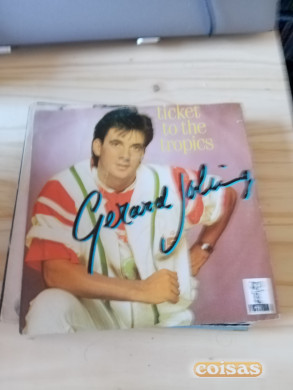 ticket
to the
tropics
Gerard Joling
coisas